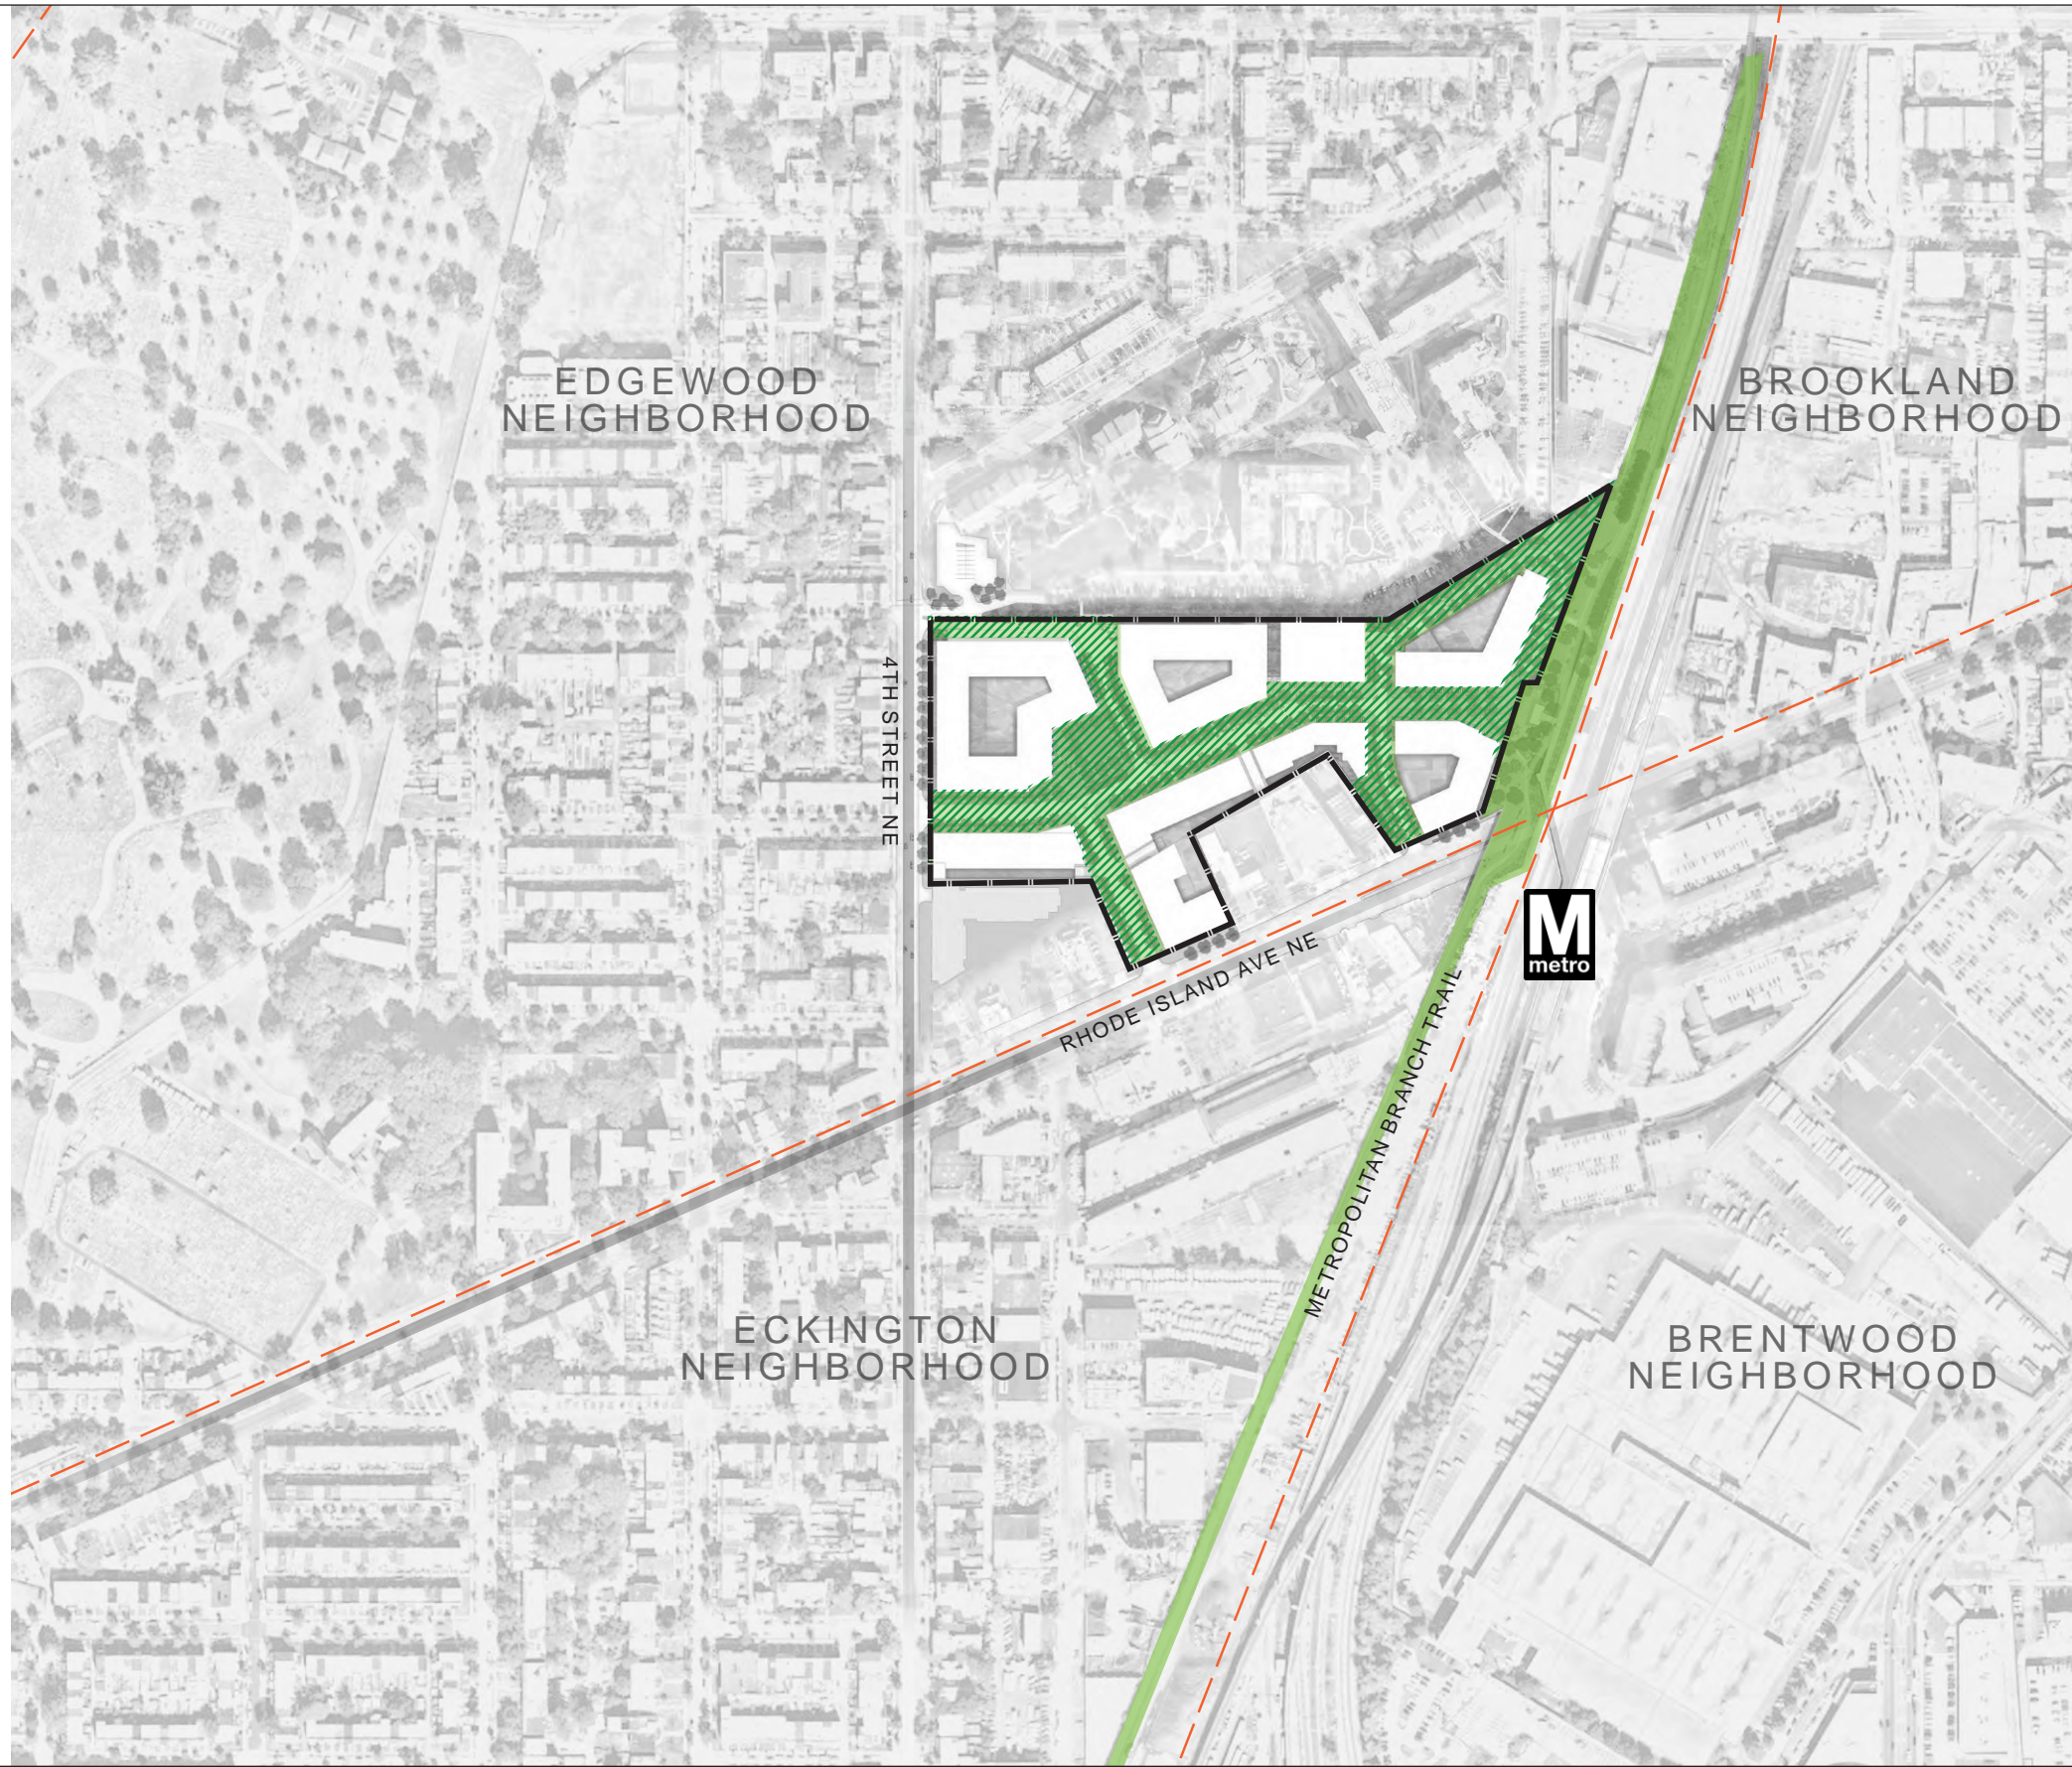 EDGEWOOD
NEIGHBORHOOD
BROOKLAND
NEIGHBORHOOD
4TH STREET NE
M
metro
RHODE ISLAND AVE NE
METROPOLITAN BRANCH TRAIL
ECKINGTON
NEIGHBORHOOD
BRENTWOOD
NEIGHBORHOOD